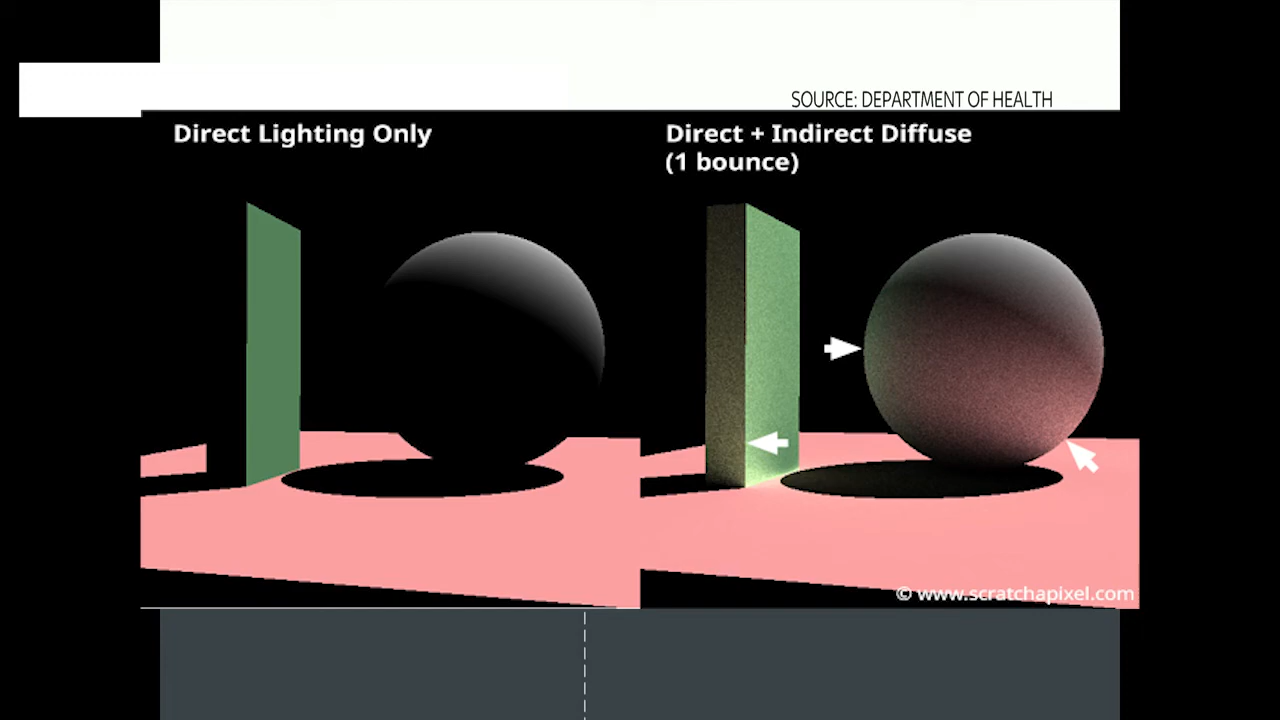 SOURCE: DEPARTMENT OF HEALTH
Direct Lighting Only
Direct + Indirect Diffuse
(1 bounce)
© www.scratchapixel.com